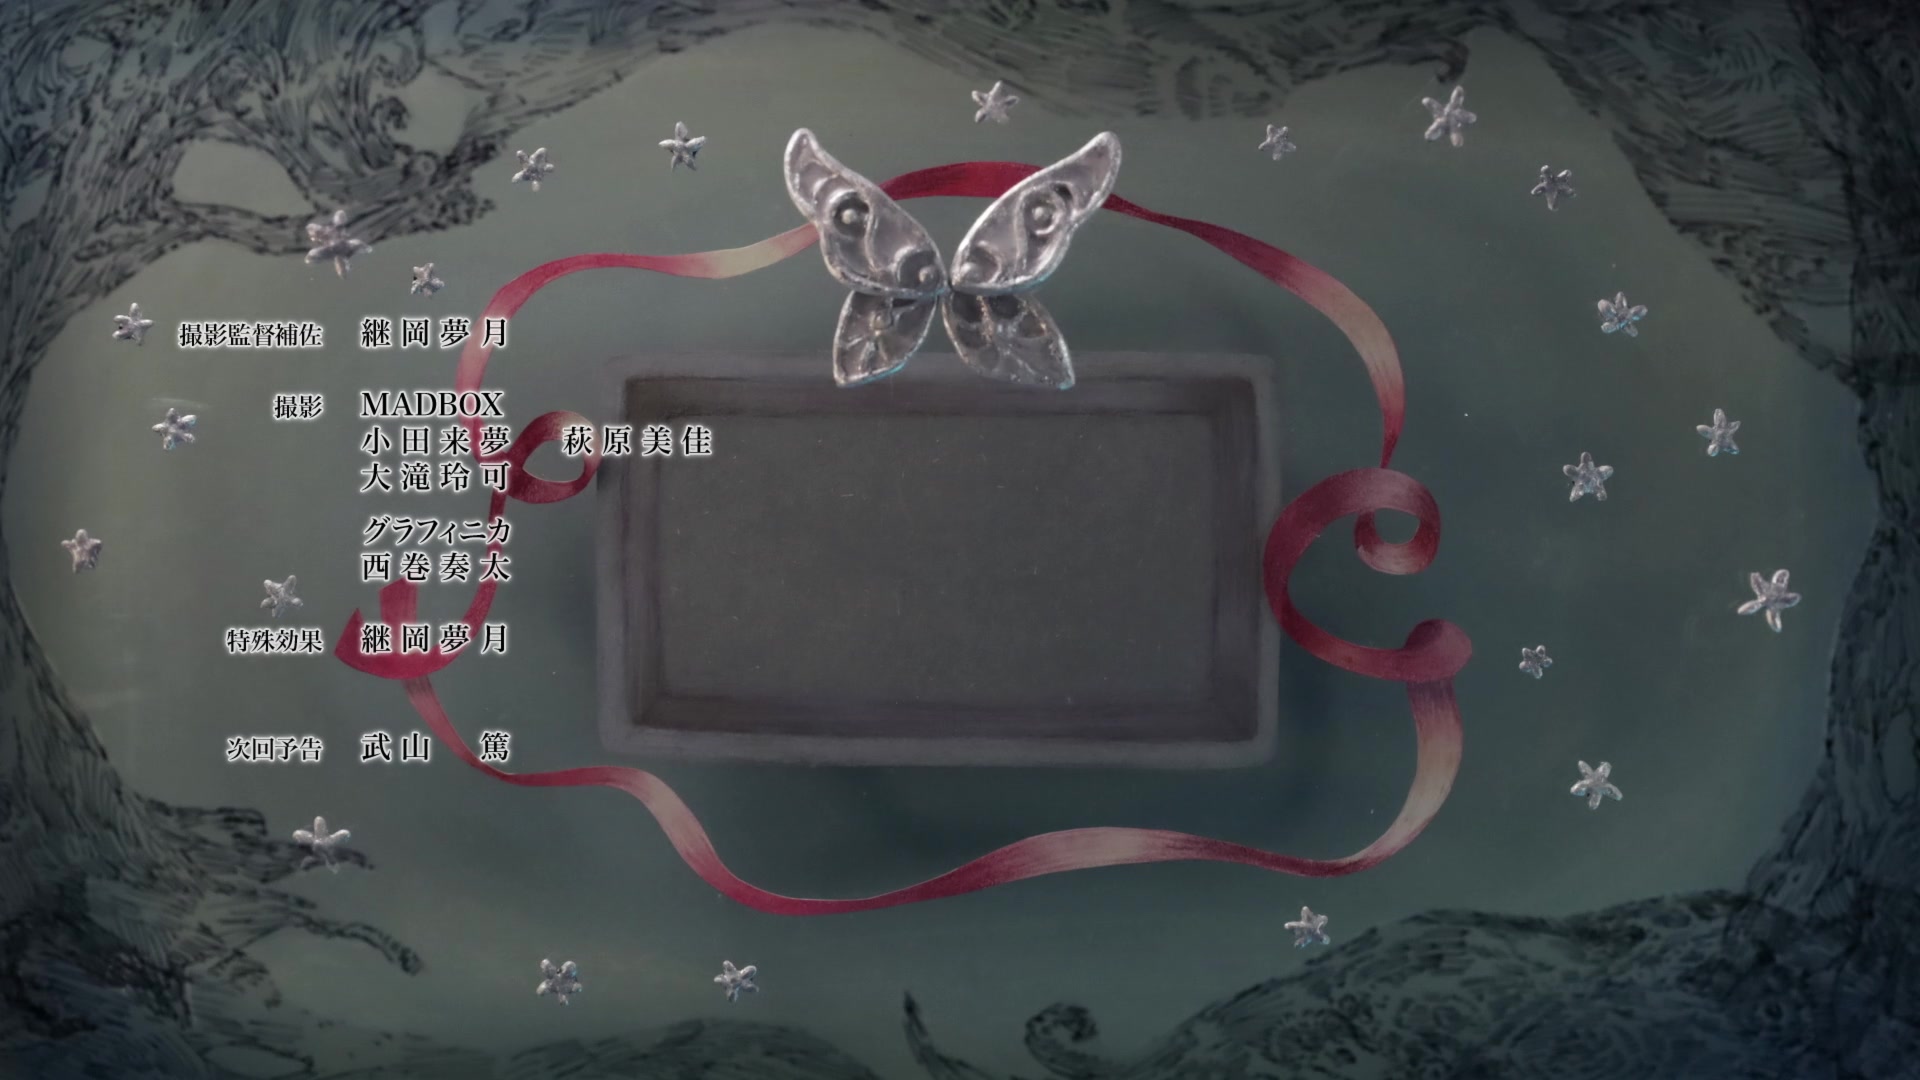 撮影監督補佐 継岡夢月
撮影 MADBOX
小田来夢 萩原美佳
大滝玲可
グラフィニカ
西巻奏太
特殊効果 継岡夢月
次回予告 武山 篤